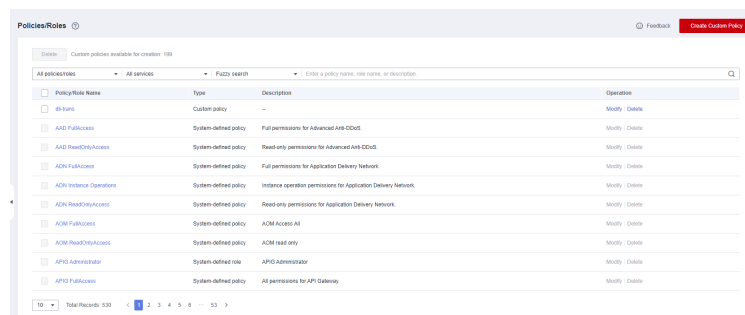 Policies/Roles
Feedback
Create Custom Policy
Delete Custom policies available for creation: 199
All policies/roles All services Fuzzy search Enter a policy name, role name, or description.
Policy/Role Name Type Description Operation
Custom policy -- Modify | Delete
AAD FullAccess System-defined policy Full permissions for Advanced Anti-DDoS. Modify | Delete
AAD ReadOnlyAccess System-defined policy Read-only permissions for Advanced Anti-DDoS. Modify | Delete
ADN FullAccess System-defined policy Full permissions for Application Delivery Network. Modify | Delete
ADN Instance Operations System-defined policy Instance operation permissions for Application Delivery Network. Modify | Delete
ADN ReadOnlyAccess System-defined policy Read-only permissions for Application Delivery Network. Modify | Delete
AOM FullAccess System-defined policy AOM Access All Modify | Delete
AOM ReadOnlyAccess System-defined policy AOM read only Modify | Delete
APIG Administrator System-defined role APIG Administrator Modify | Delete
APIG FullAccess System-defined policy All permissions for API Gateway. Modify | Delete
10 Total Records: 530 < 1 2 3 4 5 6 ... 53 >